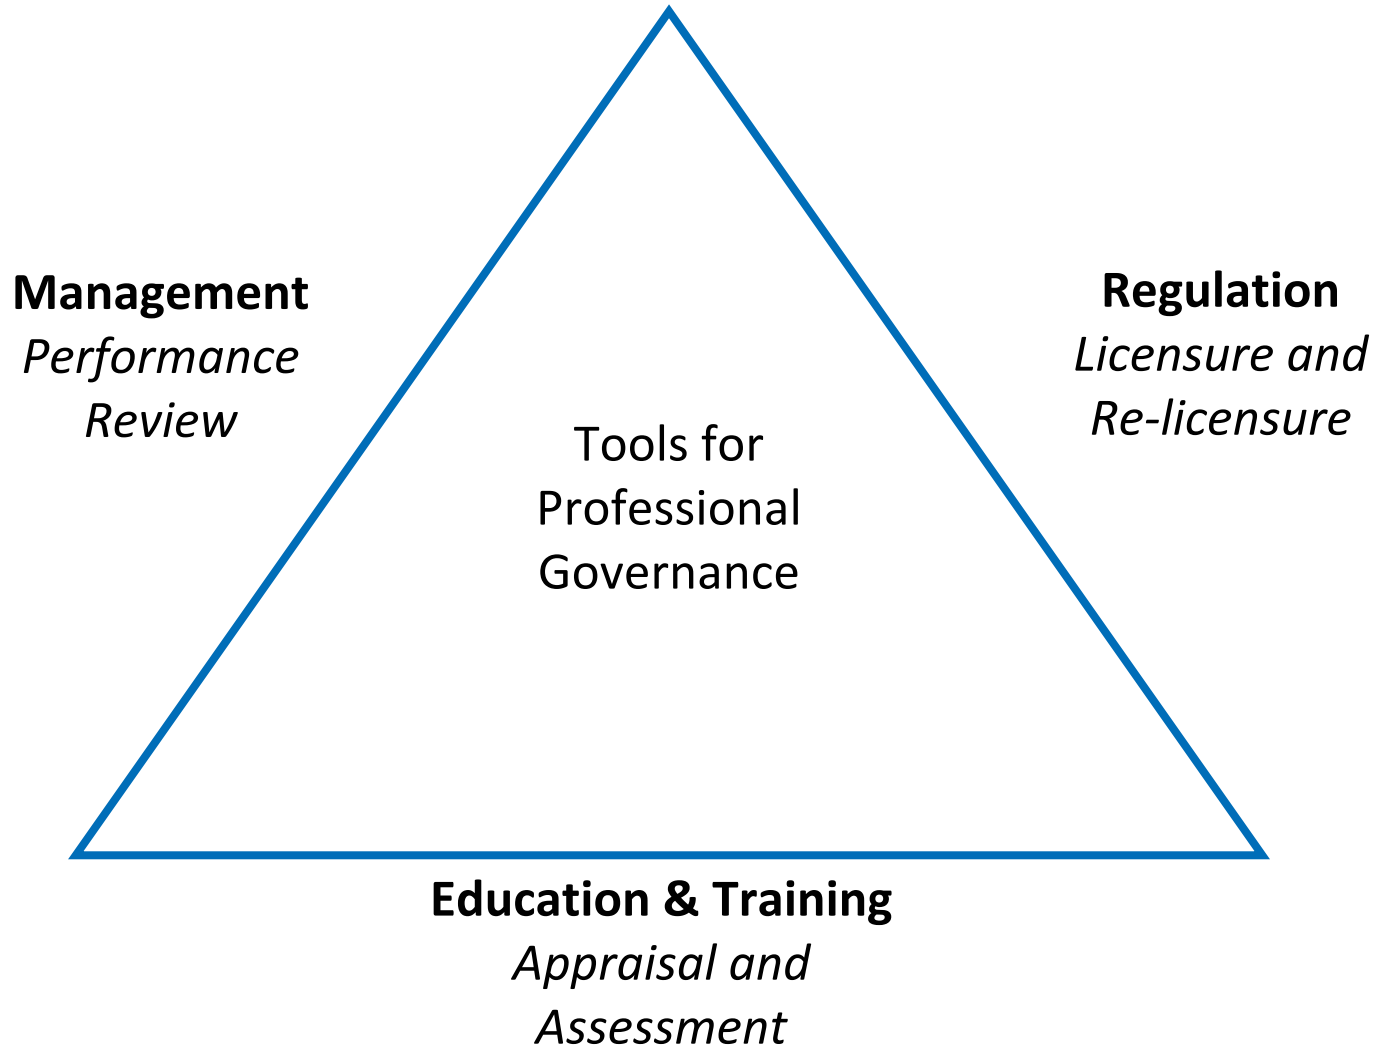 Management
Performance
Review
Regulation
Licensure and
Re-licensure
Tools for
Professional
Governance
Education & Training
Appraisal and
Assessment